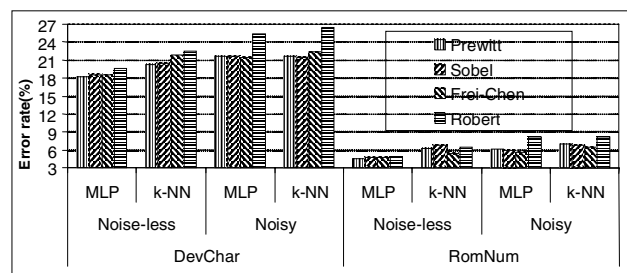 Error rate(%)
27
24
21
18
15
12
9
6
3
Prewitt
Sobel
Frei-Chen
Robert
MLP k-NN MLP k-NN MLP k-NN MLP k-NN
Noise-less Noisy Noise-less Noisy
DevChar RomNum